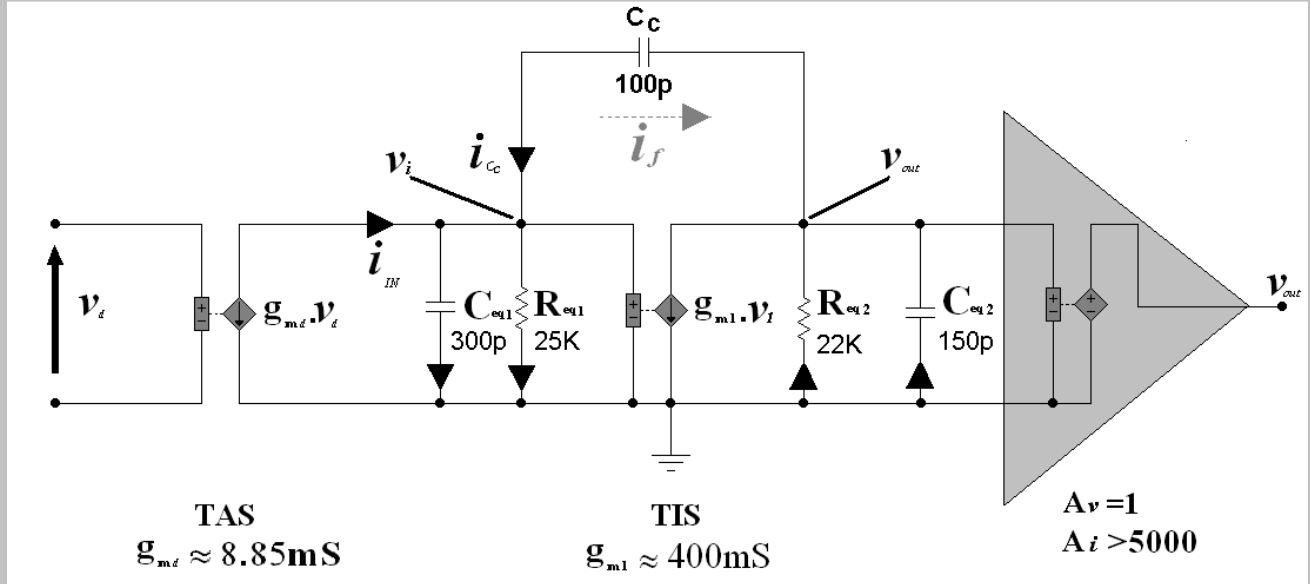 Cc
100p
if
iCc
vi
vout
vd
gmd.vd
iIN
Ceq1
300p
Req1
25K
gm1.vI
Req2
22K
Ceq2
150p
vout
+
−
+
−
+
−
+
−
TAS
gmd ≈ 8.85mS
TIS
gm1 ≈ 400mS
Av=1
Ai >5000